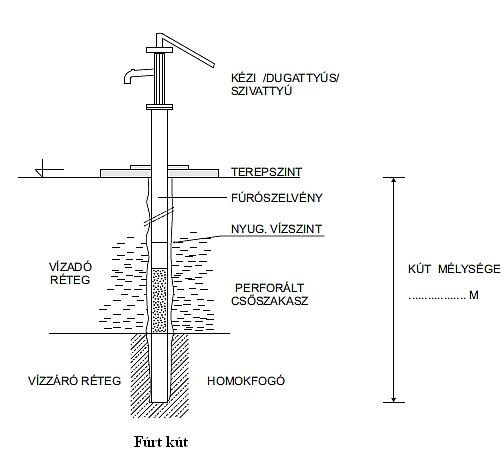 KÉZI /DUGATTYÚS/
SZIVATTYÚ
TEREPSZINT
FÚRÓSZELVÉNY
NYUG. VÍZSZINT
VÍZADÓ
RÉTEG
PERFORÁLT
CSŐSZAKASZ
KÚT MÉLYSÉGE
.................. M
VÍZZÁRÓ RÉTEG
HOMOKFOGÓ
Fúrt kút